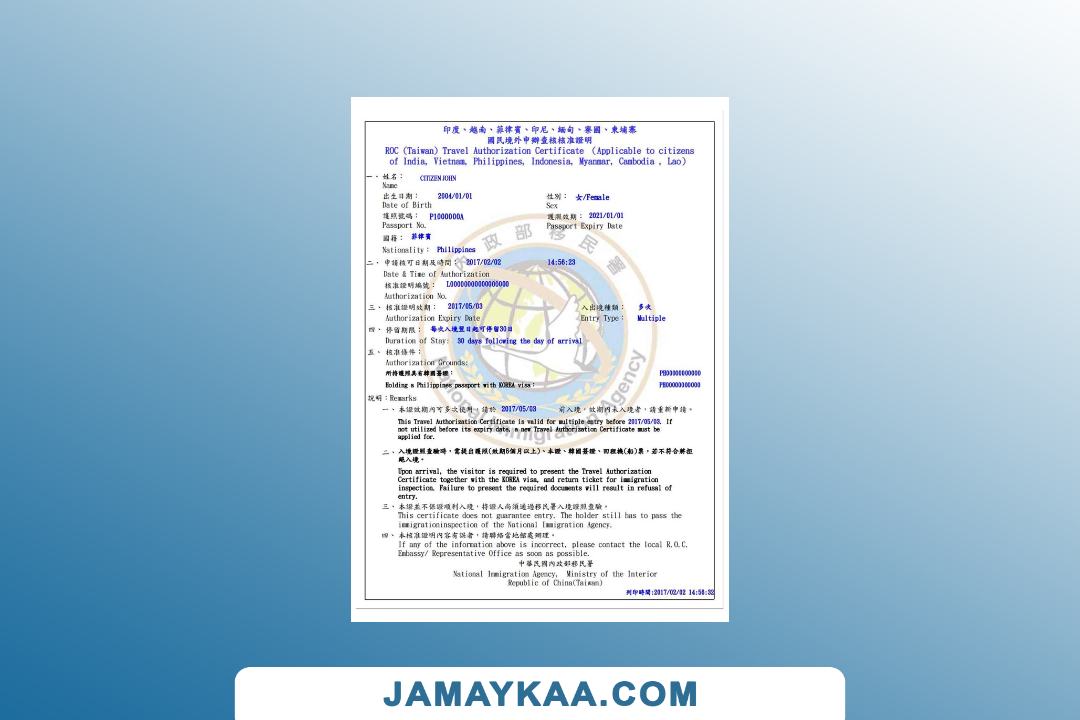 印度、越南、菲律賓、印尼、緬甸、寮國、柬埔寨
國民境外申辦查核核准證明
ROC (Taiwan) Travel Authorization Certificate (Applicable to citizens
of India, Vietnam, Philippines, Indonesia, Myanmar, Cambodia , Lao)
一、姓名： CITIZEN JOHN
Name
出生日期： 2004/01/01 性別： 女/Female
Date of Birth Sex
護照號碼： P1000000A 護照效期： 2021/01/01
Passport No. Passport Expiry Date
國籍： 菲律賓
Nationality： Philippines
二、申請核可日期及時間： 2017/02/02 14:56:23
Date & Time of Authorization
核准證明編號： L00000000000000000
Authorization No.
三、核准證明效期： 2017/05/03 入出境種類： 多次
Authorization Expiry Date Entry Type： Multiple
四、停留期限： 每次入境翌日起可停留30日
Duration of Stay: 30 days following the day of arrival
五、核准條件：
Authorization Grounds:
所持護照具有韓國簽證： PH00000000000
Holding a Philippines passport with KOREA visa： PH00000000000
說明：Remarks
一、本證效期內可多次使用，請於 2017/05/03 前入境。效期內未入境者，請重新申請。
This Travel Authorization Certificate is valid for multiple entry before 2017/05/03. If
not utilized before its expiry date, a new Travel Authorization Certificate must be
applied for.
二、入境證照查驗時，需提出護照(效期6個月以上)、本證、韓國簽證、回程機(船)票，若不符合將拒
絕入境。
Upon arrival, the visitor is required to present the Travel Authorization
Certificate together with the KOREA visa, and return ticket for immigration
inspection. Failure to present the required documents will result in refusal of
entry.
三、本證並不保證順利入境，持證人尚須通過移民署入境證照查驗。
This certificate does not guarantee entry. The holder still has to pass the
immigrationinspection of the National Immigration Agency.
四、本核准證明內容有誤者，請聯絡當地館處辦理。
If any of the information above is incorrect, please contact the local R.O.C.
Embassy/ Representative Office as soon as possible.
中華民國內政部移民署
National Immigration Agency, Ministry of the Interior
Republic of China(Taiwan)
列印時間:2017/02/02 14:56:32
內政部移民署
National Immigration Agency
JAMAYKAA.COM